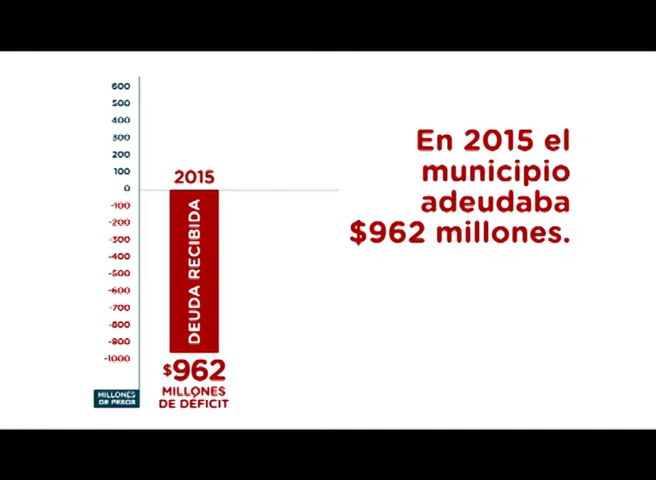 600
500
400
300
200
100
0
-100
-200
-300
-400
-500
-600
-700
-800
-900
-1000
MILLONES
DE PESOS
2015
DEUDA RECIBIDA
$962
MILLONES
DE DÉFICIT
En 2015 el
municipio
adeudaba
$962 millones.